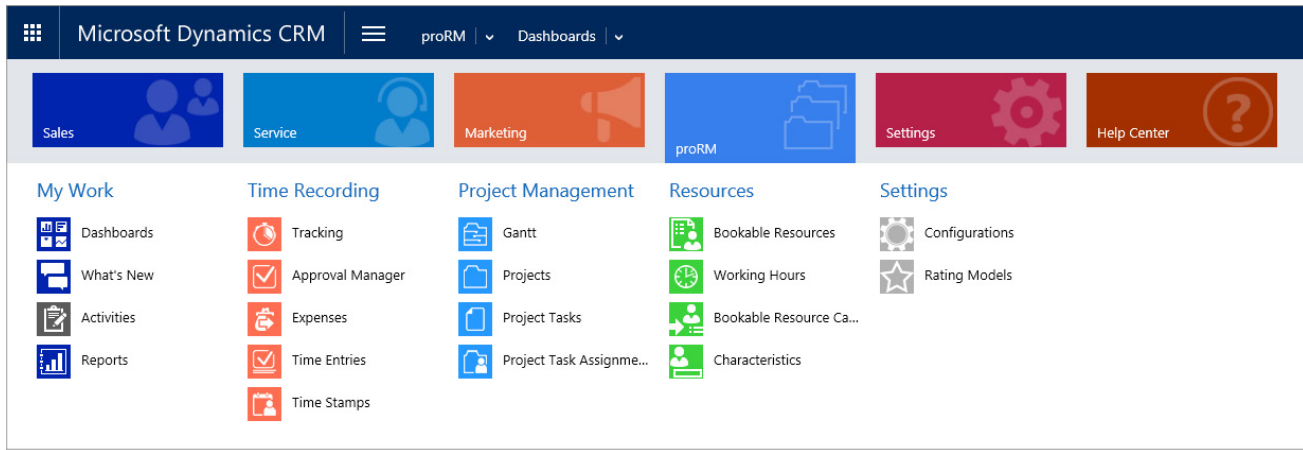 Microsoft Dynamics CRM proRM Dashboards
Sales Service Marketing proRM Settings Help Center
My Work
Dashboards
What's New
Activities
Reports
Time Recording
Tracking
Approval Manager
Expenses
Time Entries
Time Stamps
Project Management
Gantt
Projects
Project Tasks
Project Task Assignme...
Resources
Bookable Resources
Working Hours
Bookable Resource Ca...
Characteristics
Settings
Configurations
Rating Models